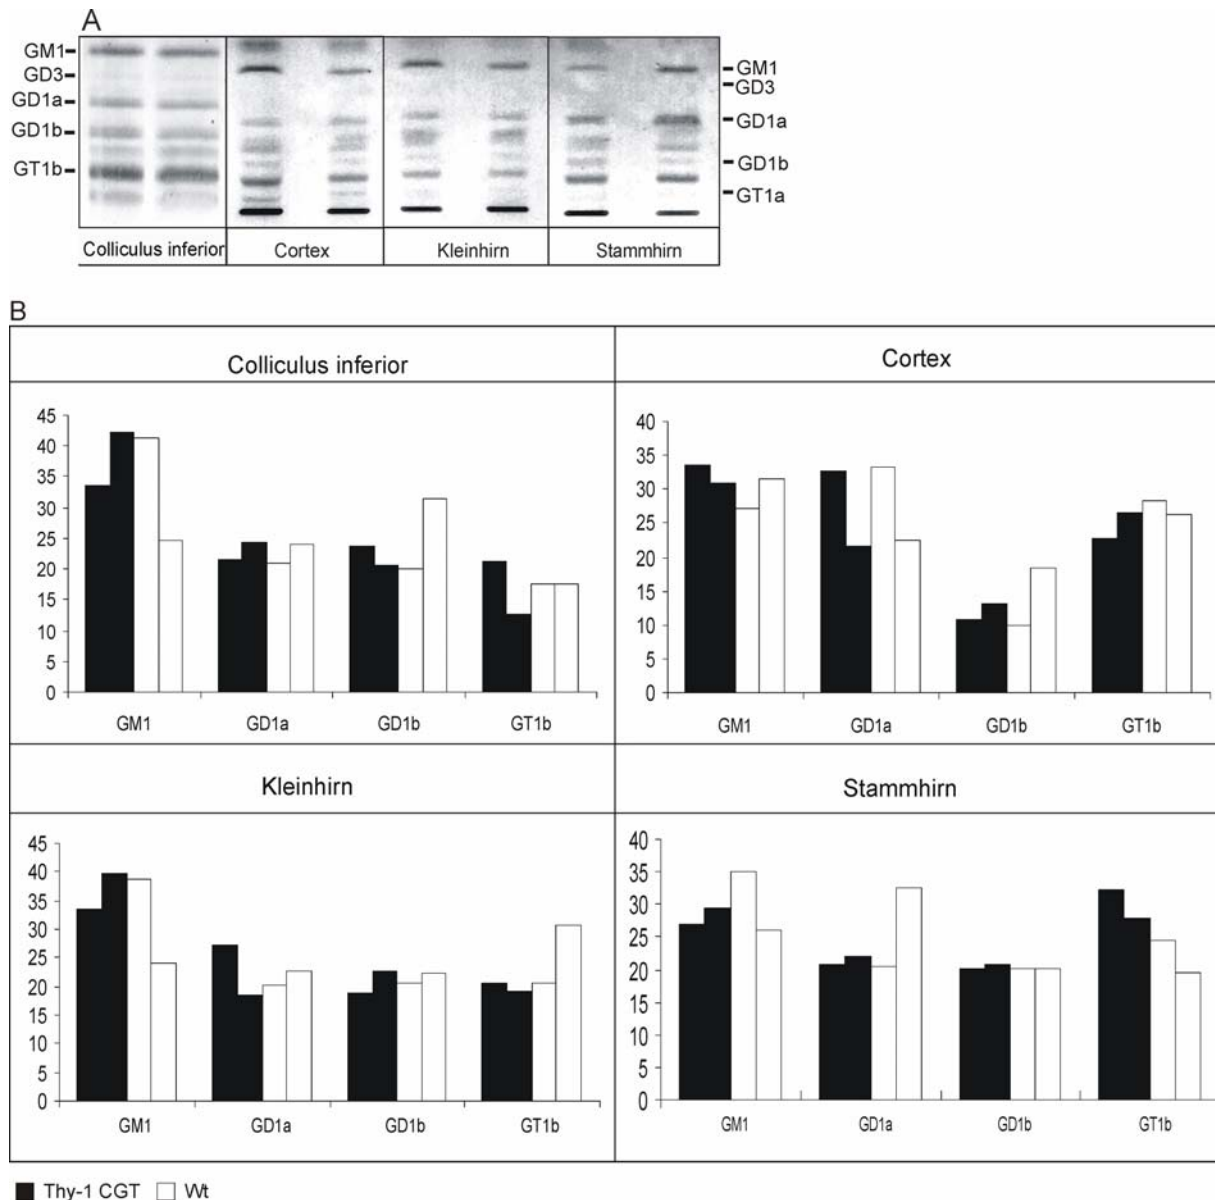 A
GM1
GD3
GD1a
GD1b
GT1b
GM1
GD3
GD1a
GD1b
GT1a
Colliculus inferior Cortex Kleinhirn Stammhirn
B
Colliculus inferior
45
40
35
30
25
20
15
10
5
0
GM1 GD1a GD1b GT1b
Cortex
40
35
30
25
20
15
10
5
0
GM1 GD1a GD1b GT1b
Kleinhirn
45
40
35
30
25
20
15
10
5
0
GM1 GD1a GD1b GT1b
Stammhirn
40
35
30
25
20
15
10
5
0
GM1 GD1a GD1b GT1b
Thy-1 CGT Wt